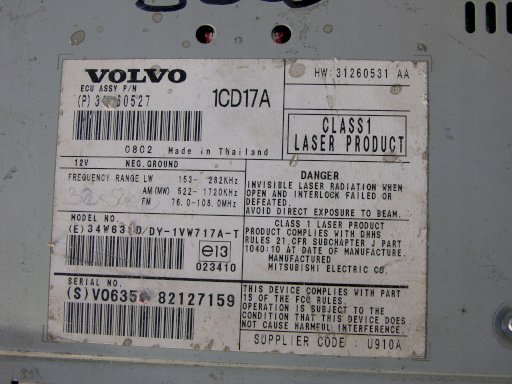 VOLVO
ECU ASSY P/N
1CD17A
0802 Made in Thailand
HW: 31260531 AA
CLASS1
LASER PRODUCT
12V NEG. GROUND
FREQUENCY RANGE LW 153- 282KHz
AM(MW) 522- 1720KHz
FM 76.0-108.0MHz
DANGER
INVISIBLE LASER RADIATION WHEN
OPEN AND INTERLOCK FAILED OR
DEFEATED.
AVOID DIRECT EXPOSURE TO BEAM.
MODEL NO.
DY-1VW717A-T
e13
023410
CLASS 1 LASER PRODUCT
PRODUCT COMPLIES WITH DHHS
RULES 21 CFR SUBCHAPTER J PART
1040:10 AT DATE OF MANUFACTURE.
MANUFACTURED
MITSUBISHI ELECTRIC CO.
SERIAL NO.
82127159
THIS DEVICE COMPLIES WITH PART
15 OF THE FCC RULES.
OPERATION IS SUBJECT TO THE
CONDITION THAT THIS DEVICE DOES
NOT CAUSE HARMFUL INTERFERENCE.
SUPPLIER CODE : U910A